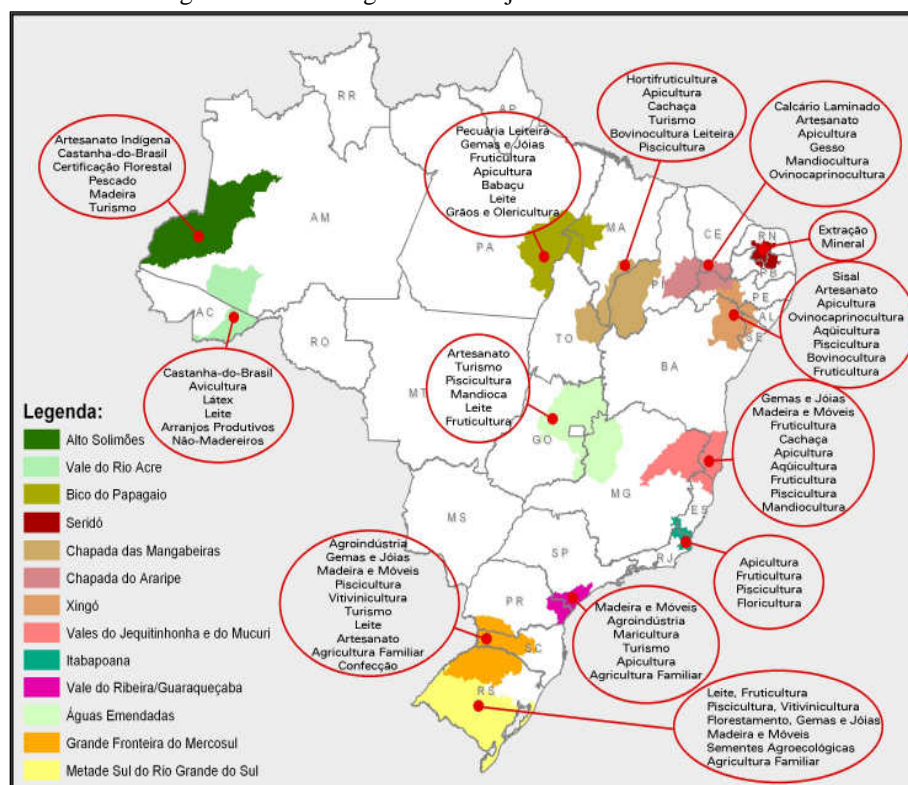 RR
AP
AM
PA
MA
CE
RN
PB
PE
AL
SE
PI
AC
RO
TO
BA
MT
GO
MG
ES
MS
SP
RJ
PR
SC
RS
Artesanato Indígena
Castanha-do-Brasil
Certificação Florestal
Pescado
Madeira
Turismo
Pecuária Leiteira
Gemas e Jóias
Fruticultura
Apicultura
Babaçu
Leite
Grãos e Olericultura
Hortifruticultura
Apicultura
Cachaça
Turismo
Bovinocultura Leiteira
Piscicultura
Calcário Laminado
Artesanato
Apicultura
Gesso
Mandiocultura
Ovinocaprinocultura
Extração
Mineral
Sisal
Artesanato
Apicultura
Ovinocaprinocultura
Aqüicultura
Piscicultura
Bovinocultura
Fruticultura
Castanha-do-Brasil
Avicultura
Látex
Leite
Arranjos Produtivos
Não-Madereiros
Artesanato
Turismo
Piscicultura
Mandioca
Leite
Fruticultura
Gemas e Jóias
Madeira e Móveis
Fruticultura
Cachaça
Apicultura
Aqüicultura
Fruticultura
Piscicultura
Mandiocultura
Agroindústria
Gemas e Jóias
Madeira e Móveis
Piscicultura
Vitivinicultura
Turismo
Leite
Artesanato
Agricultura Familiar
Confecção
Madeira e Móveis
Agroindústria
Maricultura
Turismo
Apicultura
Agricultura Familiar
Apicultura
Fruticultura
Piscicultura
Floricultura
Leite, Fruticultura
Piscicultura, Vitivinicultura
Florestamento, Gemas e Jóias
Madeira e Móveis
Sementes Agroecológicas
Agricultura Familiar
Legenda:
Alto Solimões
Vale do Rio Acre
Bico do Papagaio
Seridó
Chapada das Mangabeiras
Chapada do Araripe
Xingó
Vales do Jequitinhonha e do Mucuri
Itabapoana
Vale do Ribeira/Guaraqueçaba
Águas Emendadas
Grande Fronteira do Mercosul
Metade Sul do Rio Grande do Sul